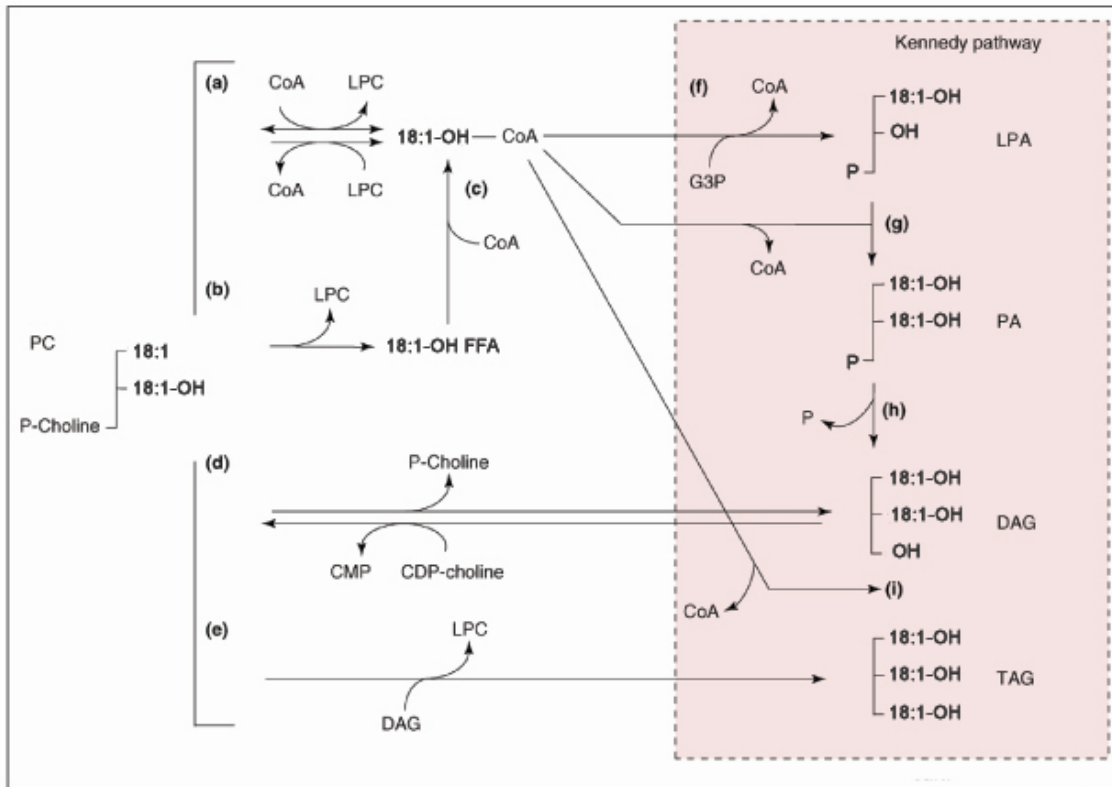 Kennedy pathway
(a) CoA LPC
(f) CoA
18:1-OH
18:1-OH — CoA
OH
LPA
CoA LPC
(c)
G3P
P
CoA
(g)
CoA
(b)
LPC
18:1-OH
PC
18:1
18:1-OH FFA
18:1-OH
PA
18:1-OH
P
P-Choline
P
(h)
(d)
P-Choline
18:1-OH
18:1-OH
DAG
OH
CMP CDP-choline
CoA
(i)
(e)
LPC
18:1-OH
18:1-OH
TAG
DAG
18:1-OH